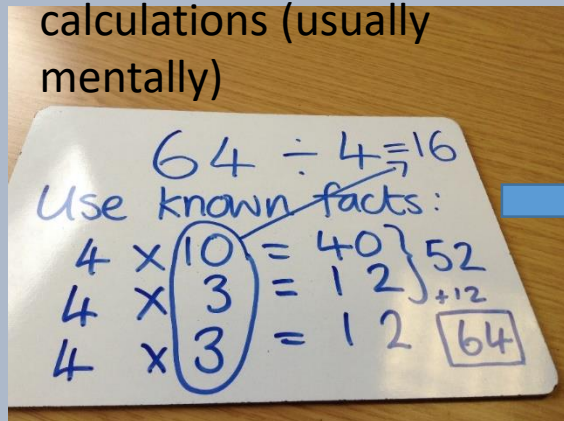 calculations (usually
mentally)
64 ÷ 4 = 16
Use known facts:
4 × 10 = 40 } 52
4 × 3 = 12 +12
4 × 3 = 12 64